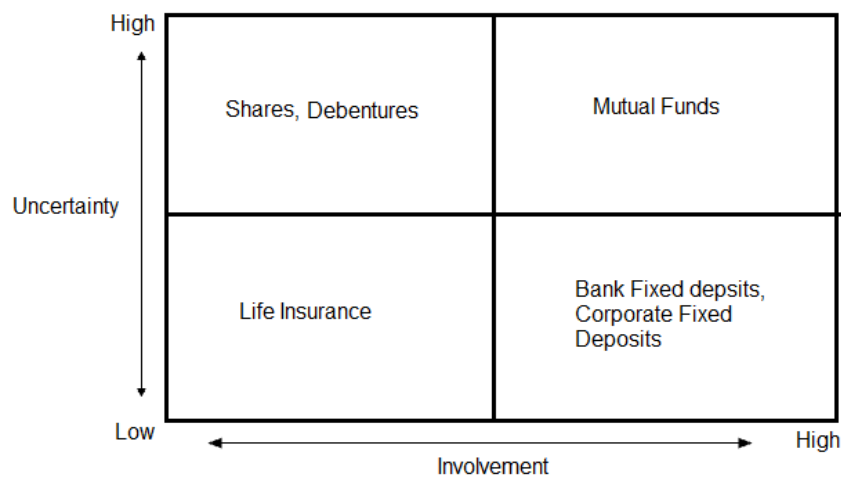 High
Shares, Debentures
Mutual Funds
Uncertainty
Life Insurance
Bank Fixed depsits,
Corporate Fixed
Deposits
Low
High
Involvement